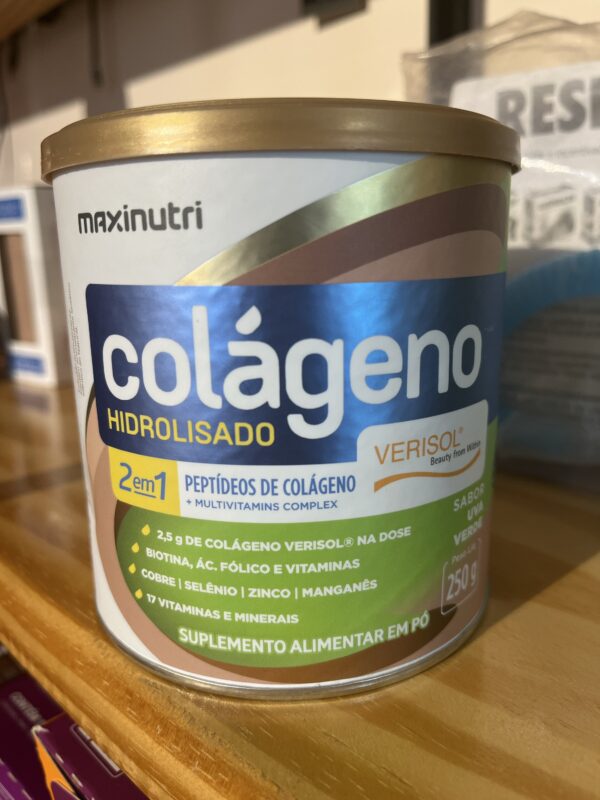 maxinutri
colágeno
HIDROLISADO
VERISOL®
Beauty from Within
2em1
PEPTÍDEOS DE COLÁGENO
+ MULTIVITAMINS COMPLEX
2,5 g DE COLÁGENO VERISOL® NA DOSE
BIOTINA, ÁC. FÓLICO E VITAMINAS
COBRE | SELÊNIO | ZINCO | MANGANÊS
17 VITAMINAS E MINERAIS
SUPLEMENTO ALIMENTAR EM PÓ
SABOR
UVA
VERDE
250 g